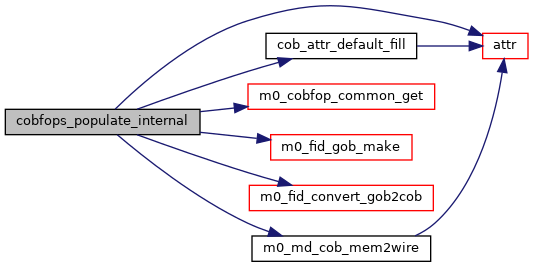 cobfops_populate_internal
cob_attr_default_fill
attr
m0_cobfop_common_get
m0_fid_gob_make
m0_fid_convert_gob2cob
m0_md_cob_mem2wire